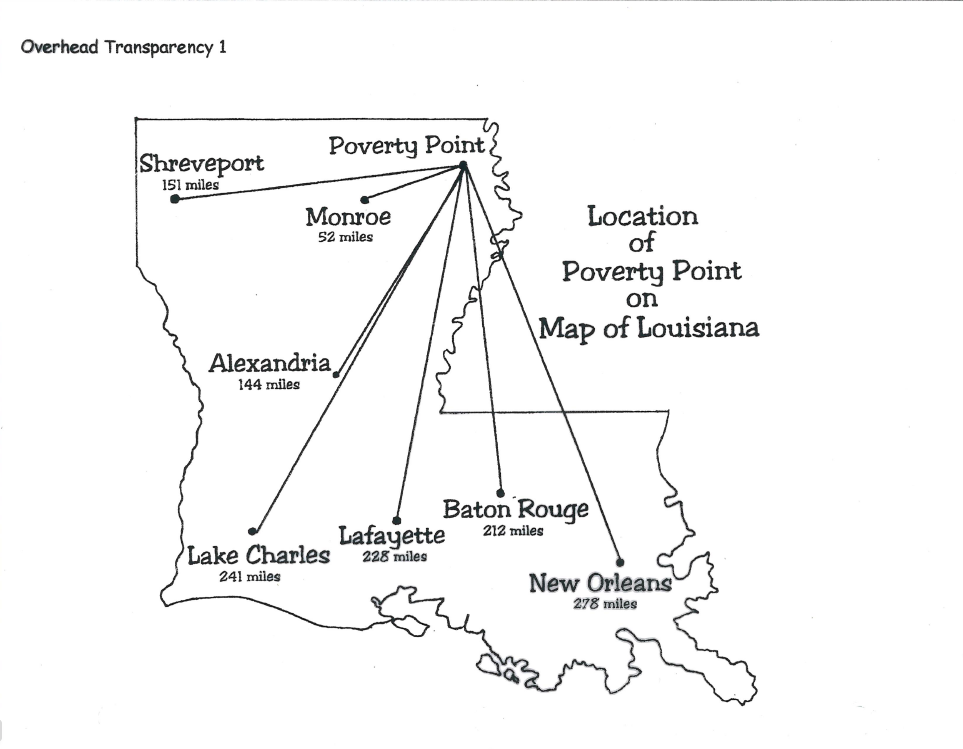 Overhead Transparency 1
Poverty Point
Shreveport
151 miles
Monroe
52 miles
Location
of
Poverty Point
on
Map of Louisiana
Alexandria
144 miles
Baton Rouge
212 miles
Lafayette
228 miles
Lake Charles
241 miles
New Orleans
278 miles